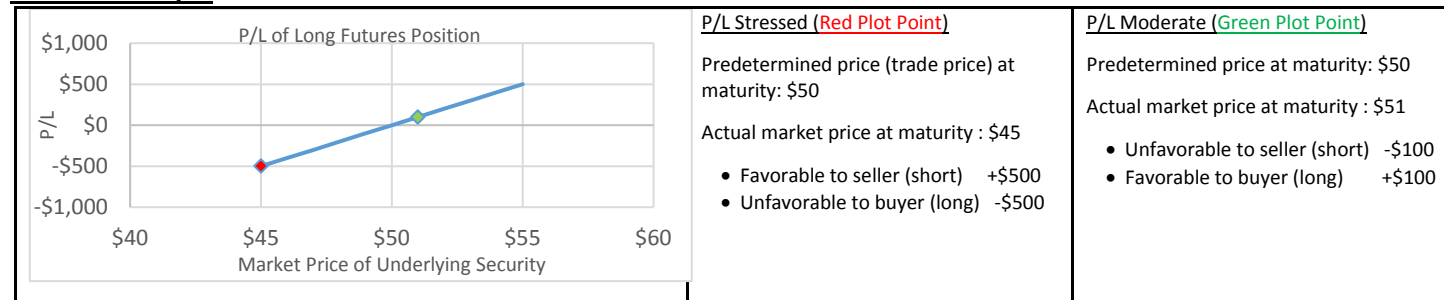 P/L of Long Futures Position
$1,000
$500
$0
-$500
-$1,000
P/L
$40 $45 $50 $55 $60
Market Price of Underlying Security
P/L Stressed (Red Plot Point)
Predetermined price (trade price) at
maturity: $50
Actual market price at maturity : $45
• Favorable to seller (short) +$500
• Unfavorable to buyer (long) -$500
P/L Moderate (Green Plot Point)
Predetermined price at maturity: $50
Actual market price at maturity : $51
• Unfavorable to seller (short) -$100
• Favorable to buyer (long) +$100